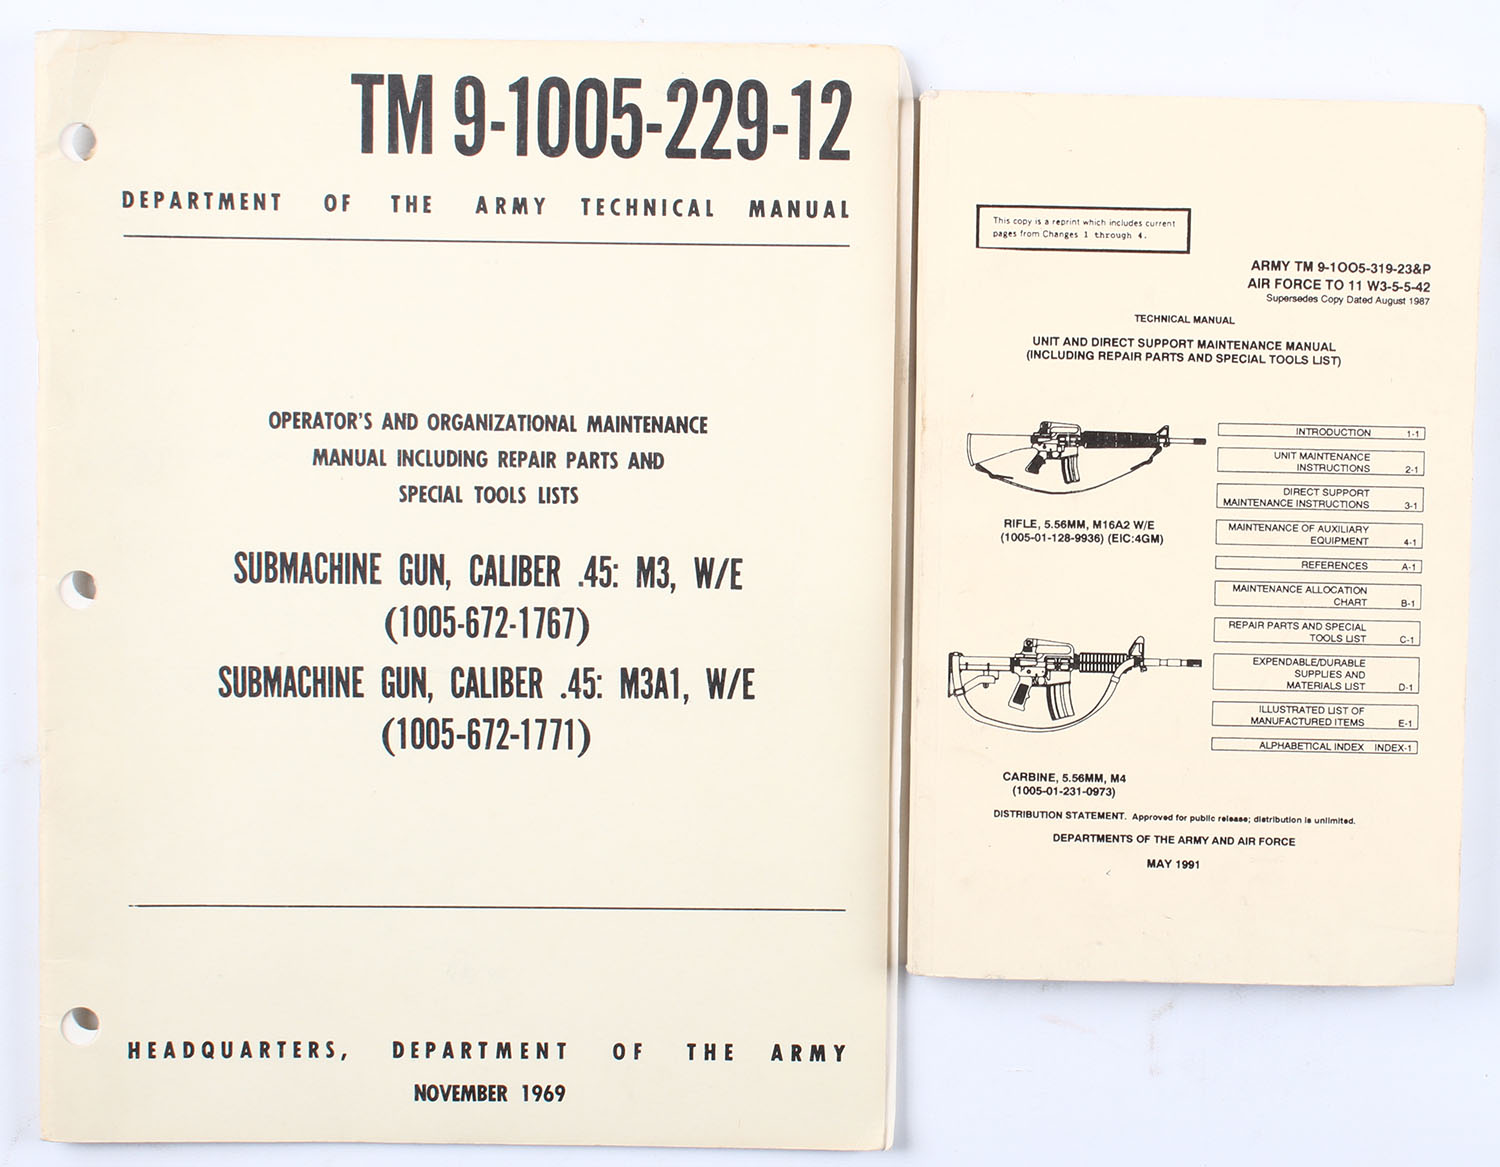 TM 9-1005-229-12
DEPARTMENT OF THE ARMY TECHNICAL MANUAL
OPERATOR'S AND ORGANIZATIONAL MAINTENANCE
MANUAL INCLUDING REPAIR PARTS AND
SPECIAL TOOLS LISTS
SUBMACHINE GUN, CALIBER .45: M3, W/E
(1005-672-1767)
SUBMACHINE GUN, CALIBER .45: M3A1, W/E
(1005-672-1771)
HEADQUARTERS, DEPARTMENT OF THE ARMY
NOVEMBER 1969
This copy is a reprint which includes current
pages from Changes 1 through 4.
ARMY TM 9-1005-319-23&P
AIR FORCE TO 11 W3-5-5-42
Supersedes Copy Dated August 1987
TECHNICAL MANUAL
UNIT AND DIRECT SUPPORT MAINTENANCE MANUAL
(INCLUDING REPAIR PARTS AND SPECIAL TOOLS LIST)
RIFLE, 5.56MM, M16A2 W/E
(1005-01-128-9936) (EIC:4GM)
CARBINE, 5.56MM, M4
(1005-01-231-0973)
INTRODUCTION 1-1
UNIT MAINTENANCE
INSTRUCTIONS 2-1
DIRECT SUPPORT
MAINTENANCE INSTRUCTIONS 3-1
MAINTENANCE OF AUXILIARY
EQUIPMENT 4-1
REFERENCES A-1
MAINTENANCE ALLOCATION
CHART B-1
REPAIR PARTS AND SPECIAL
TOOLS LIST C-1
EXPENDABLE/DURABLE
SUPPLIES AND
MATERIALS LIST D-1
ILLUSTRATED LIST OF
MANUFACTURED ITEMS E-1
ALPHABETICAL INDEX INDEX-1
DISTRIBUTION STATEMENT. Approved for public release; distribution is unlimited.
DEPARTMENTS OF THE ARMY AND AIR FORCE
MAY 1991